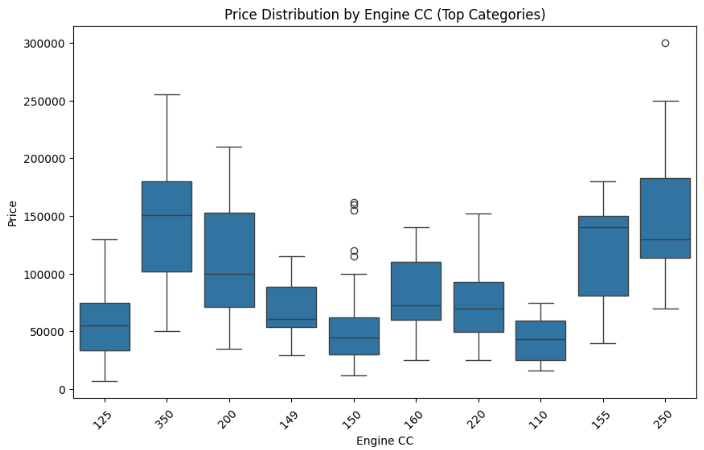 Price Distribution by Engine CC (Top Categories)
300000
250000
200000
150000
100000
50000
0
Price
125 350 200 149 150 160 220 110 155 250
Engine CC